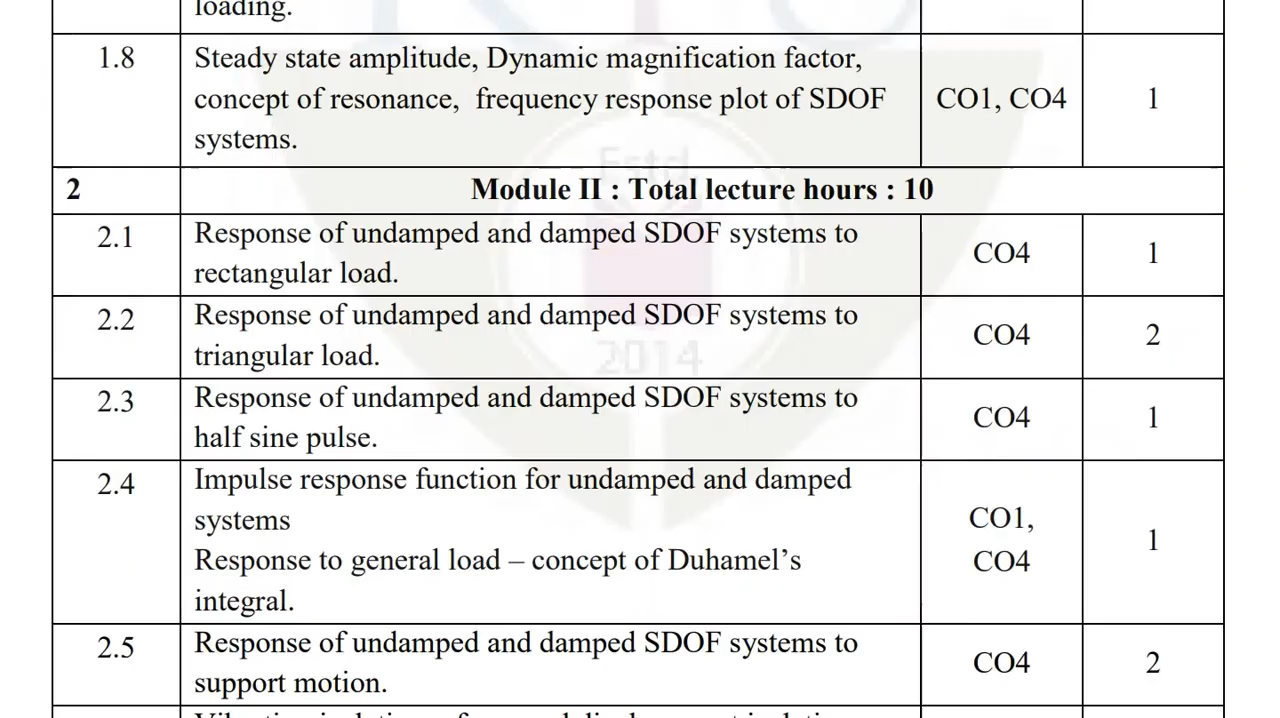 loading.
1.8
Steady state amplitude, Dynamic magnification factor,
concept of resonance,  frequency response plot of SDOF
systems.
CO1, CO4
1
2
Module II : Total lecture hours : 10
2.1
Response of undamped and damped SDOF systems to
rectangular load.
CO4
1
2.2
Response of undamped and damped SDOF systems to
triangular load.
CO4
2
2.3
Response of undamped and damped SDOF systems to
half sine pulse.
CO4
1
2.4
Impulse response function for undamped and damped
systems
Response to general load – concept of Duhamel’s
integral.
CO1,
CO4
1
2.5
Response of undamped and damped SDOF systems to
support motion.
CO4
2
Estd.
2014